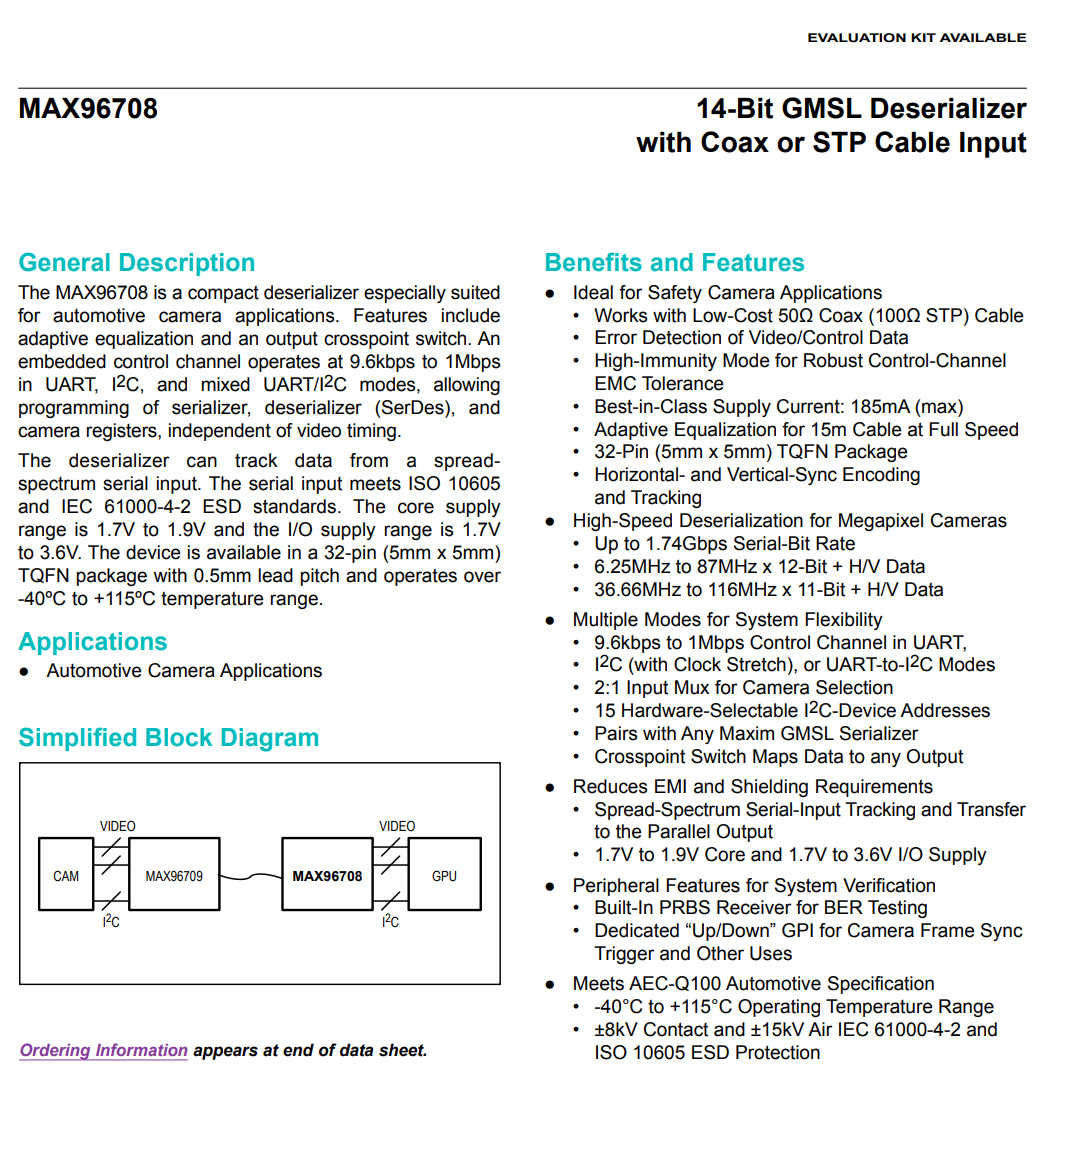 EVALUATION KIT AVAILABLE
MAX96708
14-Bit GMSL Deserializer
with Coax or STP Cable Input
General Description
The MAX96708 is a compact deserializer especially suited
for automotive camera applications. Features include
adaptive equalization and an output crosspoint switch. An
embedded control channel operates at 9.6kbps to 1Mbps
in UART, I2C, and mixed UART/I2C modes, allowing
programming of serializer, deserializer (SerDes), and
camera registers, independent of video timing.
The deserializer can track data from a spread-
spectrum serial input. The serial input meets ISO 10605
and IEC 61000-4-2 ESD standards. The core supply
range is 1.7V to 1.9V and the I/O supply range is 1.7V
to 3.6V. The device is available in a 32-pin (5mm x 5mm)
TQFN package with 0.5mm lead pitch and operates over
-40ºC to +115ºC temperature range.
Applications
● Automotive Camera Applications
Simplified Block Diagram
VIDEO
VIDEO
CAM
MAX96709
MAX96708
GPU
I2C
I2C
Ordering Information appears at end of data sheet.
Benefits and Features
● Ideal for Safety Camera Applications
• Works with Low-Cost 50Ω Coax (100Ω STP) Cable
• Error Detection of Video/Control Data
• High-Immunity Mode for Robust Control-Channel
EMC Tolerance
• Best-in-Class Supply Current: 185mA (max)
• Adaptive Equalization for 15m Cable at Full Speed
• 32-Pin (5mm x 5mm) TQFN Package
• Horizontal- and Vertical-Sync Encoding
and Tracking
● High-Speed Deserialization for Megapixel Cameras
• Up to 1.74Gbps Serial-Bit Rate
• 6.25MHz to 87MHz x 12-Bit + H/V Data
• 36.66MHz to 116MHz x 11-Bit + H/V Data
● Multiple Modes for System Flexibility
• 9.6kbps to 1Mbps Control Channel in UART,
• I2C (with Clock Stretch), or UART-to-I2C Modes
• 2:1 Input Mux for Camera Selection
• 15 Hardware-Selectable I2C-Device Addresses
• Pairs with Any Maxim GMSL Serializer
• Crosspoint Switch Maps Data to any Output
● Reduces EMI and Shielding Requirements
• Spread-Spectrum Serial-Input Tracking and Transfer
to the Parallel Output
• 1.7V to 1.9V Core and 1.7V to 3.6V I/O Supply
● Peripheral Features for System Verification
• Built-In PRBS Receiver for BER Testing
• Dedicated “Up/Down” GPI for Camera Frame Sync
Trigger and Other Uses
● Meets AEC-Q100 Automotive Specification
• -40°C to +115°C Operating Temperature Range
• ±8kV Contact and ±15kV Air IEC 61000-4-2 and
ISO 10605 ESD Protection